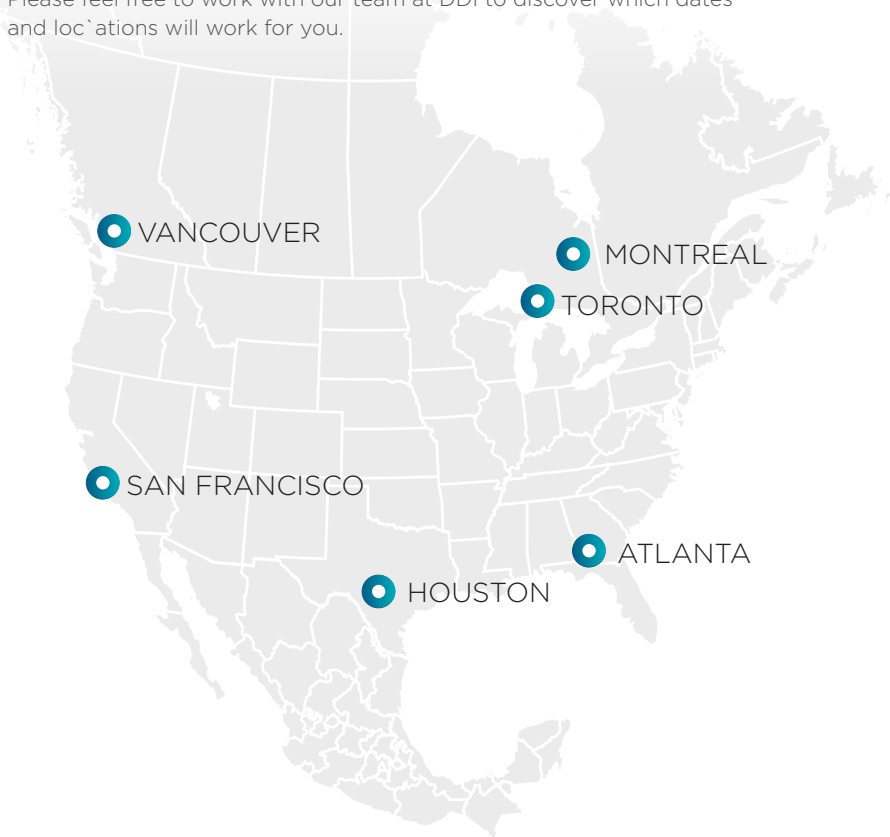 Please feel free to work with our team at DDI to discover which dates
and loc`ations will work for you.
VANCOUVER
MONTREAL
TORONTO
SAN FRANCISCO
ATLANTA
HOUSTON